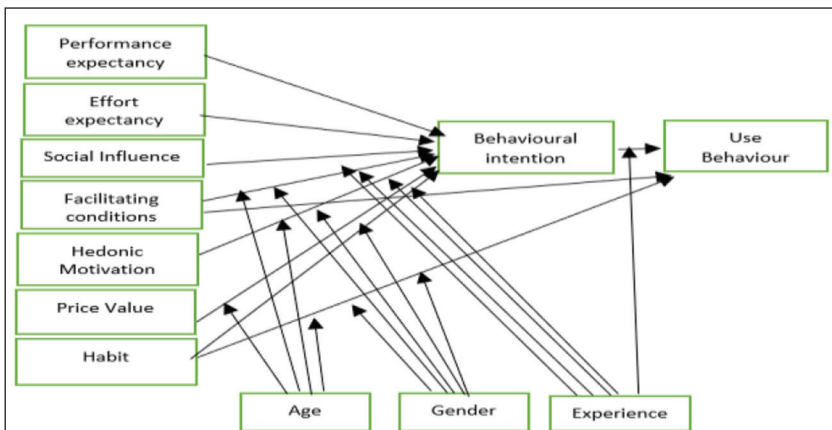 Performance
expectancy
Effort
expectancy
Social Influence
Facilitating
conditions
Hedonic
Motivation
Price Value
Habit
Behavioural
intention
Use
Behaviour
Age
Gender
Experience